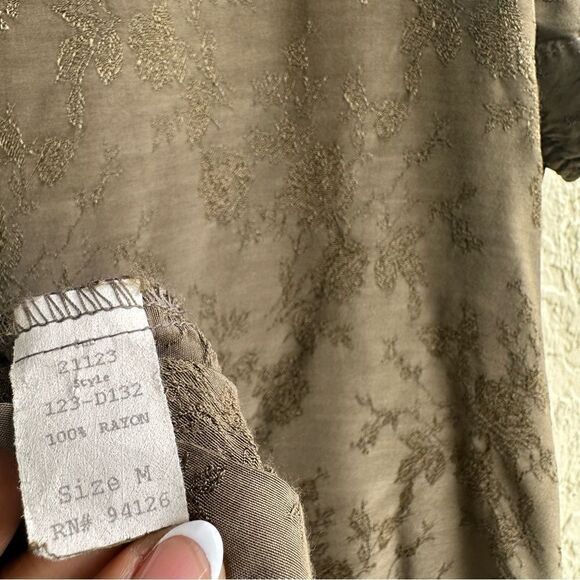 21123
Style
123-D132
100% RAYON
Size M
RN# 94126